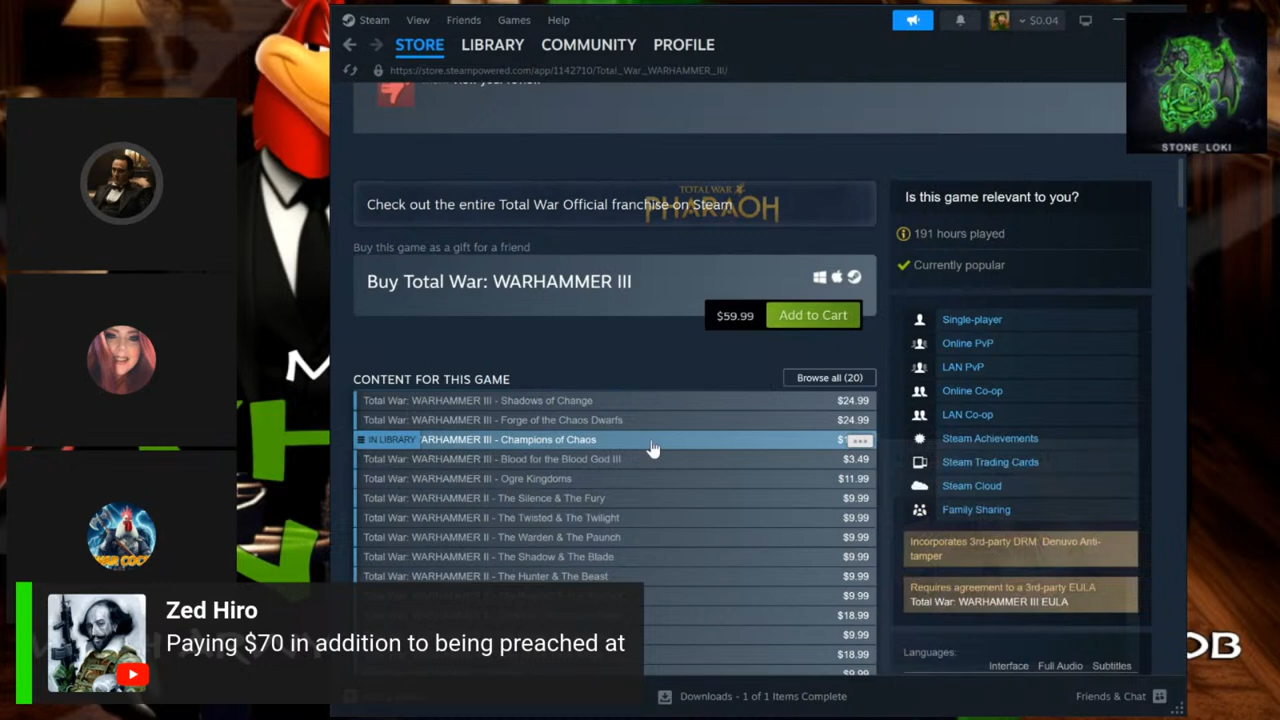 Steam View Friends Games Help
$0.04
STORE LIBRARY COMMUNITY PROFILE
https://store.steampowered.com/app/1142710/Total_War_WARHAMMER_III/
STONE_LOKI
Check out the entire Total War Official franchise on Steam
TOTAL WAR
PHARAOH
Is this game relevant to you?
191 hours played
Currently popular
Buy this game as a gift for a friend
Buy Total War: WARHAMMER III
$59.99 Add to Cart
Single-player
Online PvP
LAN PvP
Online Co-op
LAN Co-op
Steam Achievements
Steam Trading Cards
Steam Cloud
Family Sharing
Incorporates 3rd-party DRM: Denuvo Anti-
tamper
Requires agreement to a 3rd-party EULA
Total War: WARHAMMER III EULA
Languages:
Interface Full Audio Subtitles
CONTENT FOR THIS GAME Browse all (20)
Total War: WARHAMMER III - Shadows of Change $24.99
Total War: WARHAMMER III - Forge of the Chaos Dwarfs $24.99
IN LIBRARY ARHAMMER III - Champions of Chaos
Total War: WARHAMMER III - Blood for the Blood God III $3.49
Total War: WARHAMMER III - Ogre Kingdoms $11.99
Total War: WARHAMMER II - The Silence & The Fury $9.99
Total War: WARHAMMER II - The Twisted & The Twilight $9.99
Total War: WARHAMMER II - The Warden & The Paunch $9.99
Total War: WARHAMMER II - The Shadow & The Blade $9.99
Total War: WARHAMMER II - The Hunter & The Beast $9.99
$9.99
$18.99
$9.99
$18.99
$9.99
Zed Hiro
Paying $70 in addition to being preached at
Downloads - 1 of 1 Items Complete
Friends & Chat